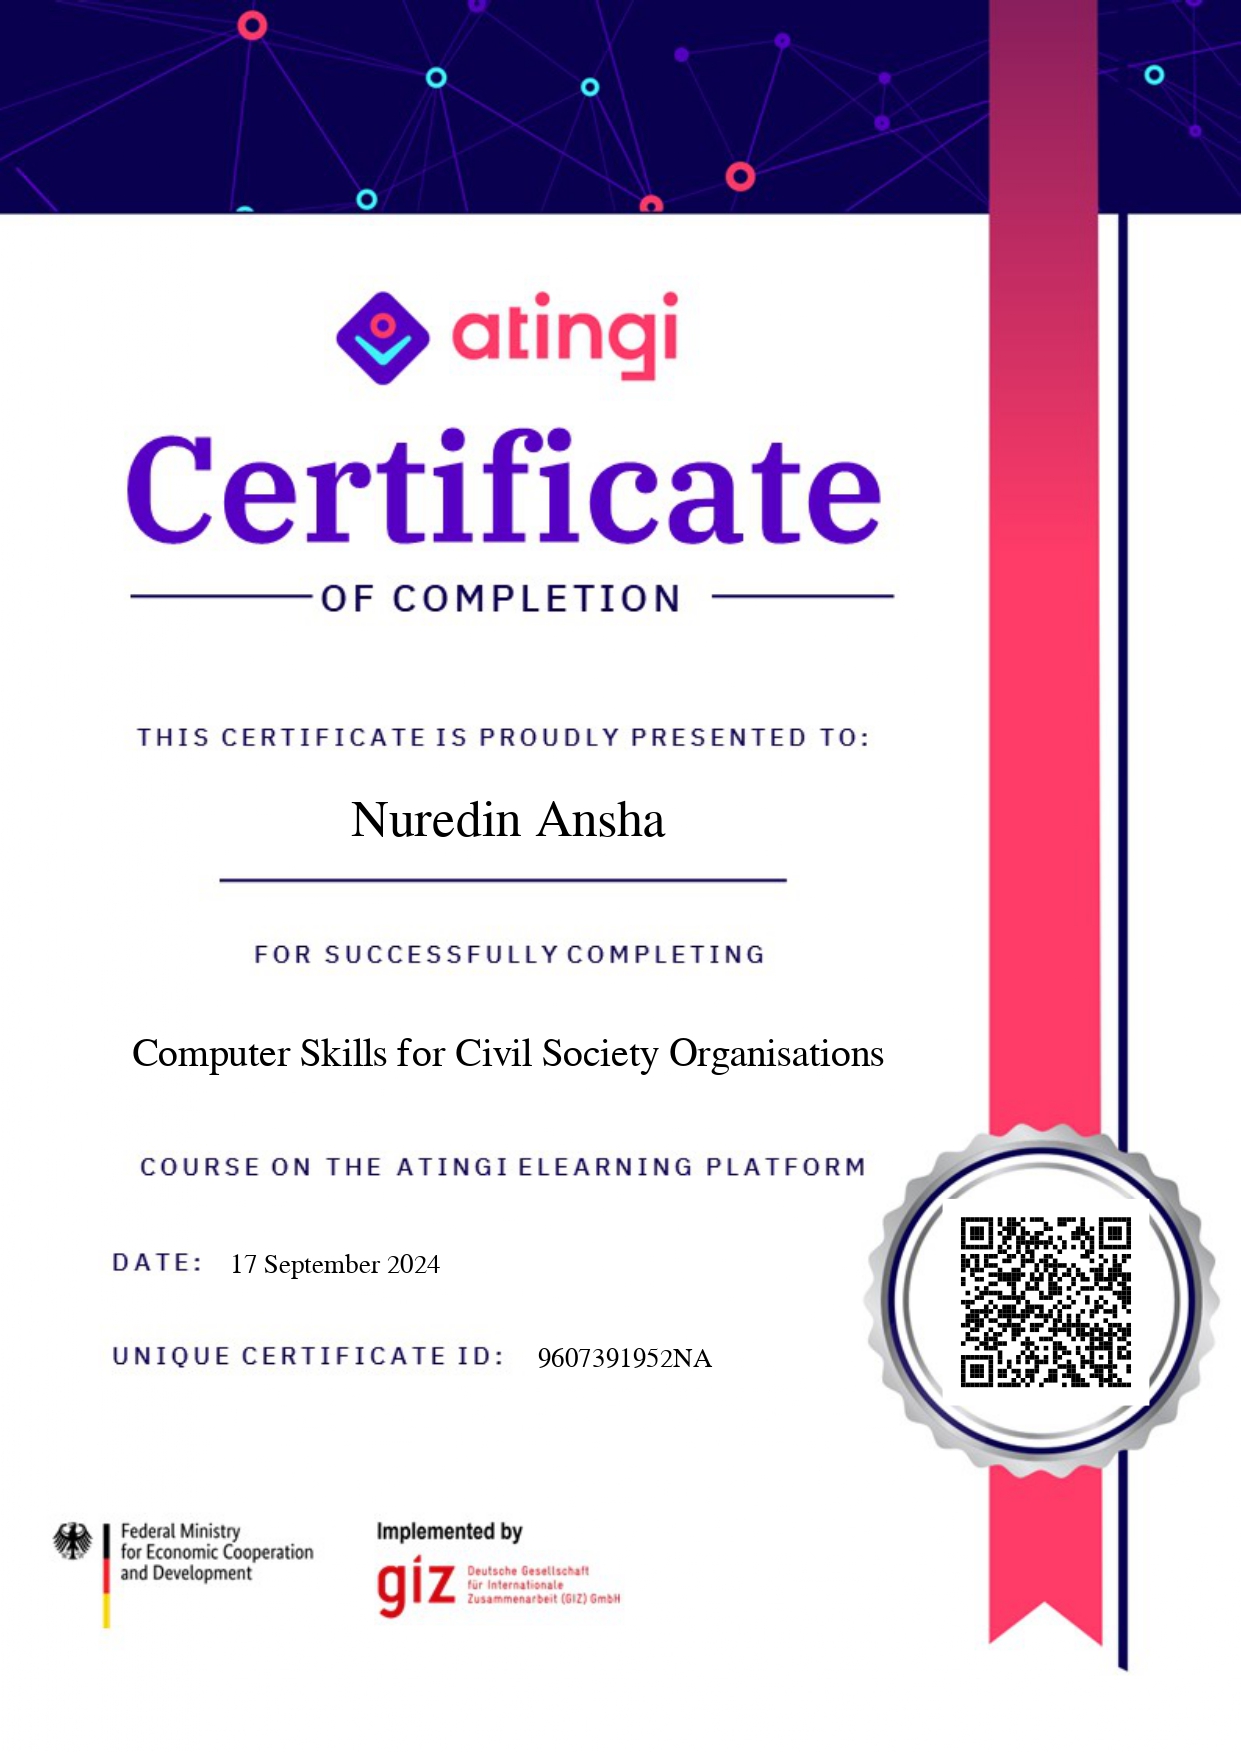 atingi
Certificate
OF COMPLETION
THIS CERTIFICATE IS PROUDLY PRESENTED TO:
Nuredin Ansha
FOR SUCCESSFULLY COMPLETING
Computer Skills for Civil Society Organisations
COURSE ON THE ATINGI ELEARNING PLATFORM
DATE: 17 September 2024
UNIQUE CERTIFICATE ID: 9607391952NA
Federal Ministry
for Economic Cooperation
and Development
Implemented by
giz
Deutsche Gesellschaft
für Internationale
Zusammenarbeit (GIZ) GmbH